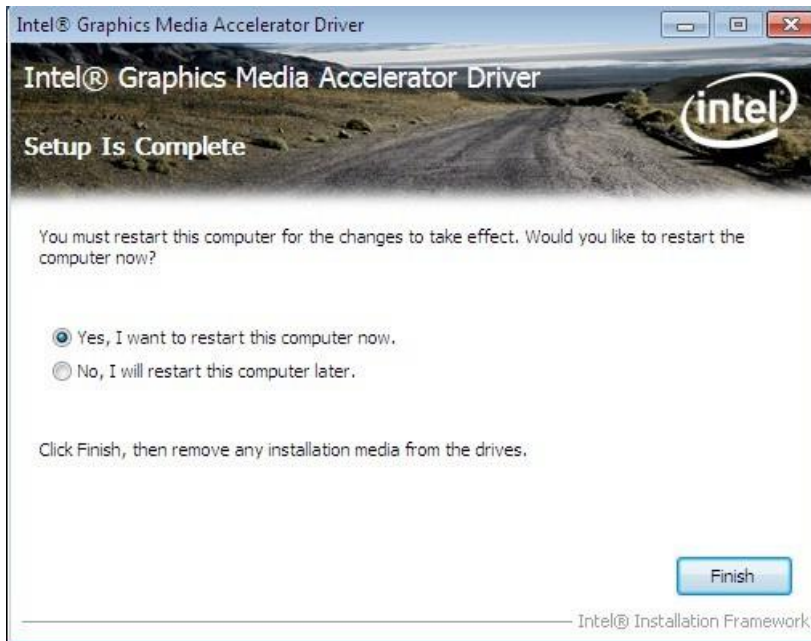 Intel® Graphics Media Accelerator Driver
Intel® Graphics Media Accelerator Driver
intel
Setup Is Complete
You must restart this computer for the changes to take effect. Would you like to restart the
computer now?
Yes, I want to restart this computer now.
No, I will restart this computer later.
Click Finish, then remove any installation media from the drives.
Finish
Intel® Installation Framework